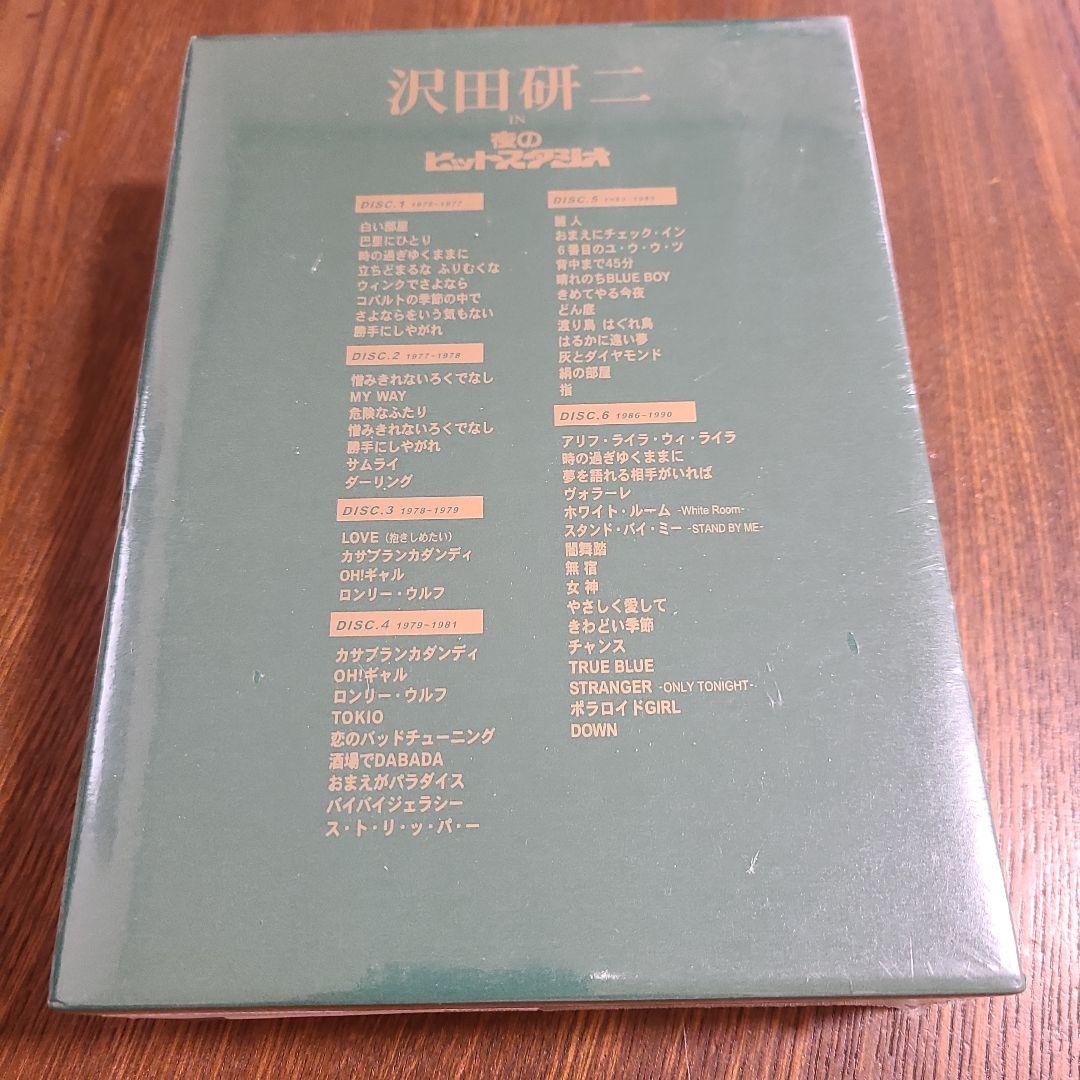 沢田研二
IN
夜の
ヒットスタジオ
DISC.1 1975~1977
白い部屋
巴里にひとり
時の過ぎゆくままに
立ちどまるな ふりむくな
ウィンクでさよなら
コバルトの季節の中で
さよならをいう気もない
勝手にしやがれ
DISC.2 1977~1978
憎みきれないろくでなし
MY WAY
危険なふたり
憎みきれないろくでなし
勝手にしやがれ
サムライ
ダーリング
DISC.3 1978~1979
LOVE（抱きしめたい）
カサブランカダンディ
OH!ギャル
ロンリー・ウルフ
DISC.4 1979~1981
カサブランカダンディ
OH!ギャル
ロンリー・ウルフ
TOKIO
恋のバッドチューニング
酒場でDABADA
おまえがパラダイス
バイバイジェラシー
ス・ト・リ・ッ・パ・ー
DISC.5
麗人
おまえにチェック・イン
6番目のユ・ウ・ウ・ツ
背中まで45分
晴れのちBLUE BOY
きめてやる今夜
どん底
渡り鳥 はぐれ鳥
はるかに遠い夢
灰とダイヤモンド
絹の部屋
指
DISC.6 1986~1990
アリフ・ライラ・ウィ・ライラ
時の過ぎゆくままに
夢を語れる相手がいれば
ヴォラーレ
ホワイト・ルーム -White Room-
スタンド・バイ・ミー -STAND BY ME-
闇舞踏
無宿
女神
やさしく愛して
きわどい季節
チャンス
TRUE BLUE
STRANGER -ONLY TONIGHT-
ポラロイドGIRL
DOWN